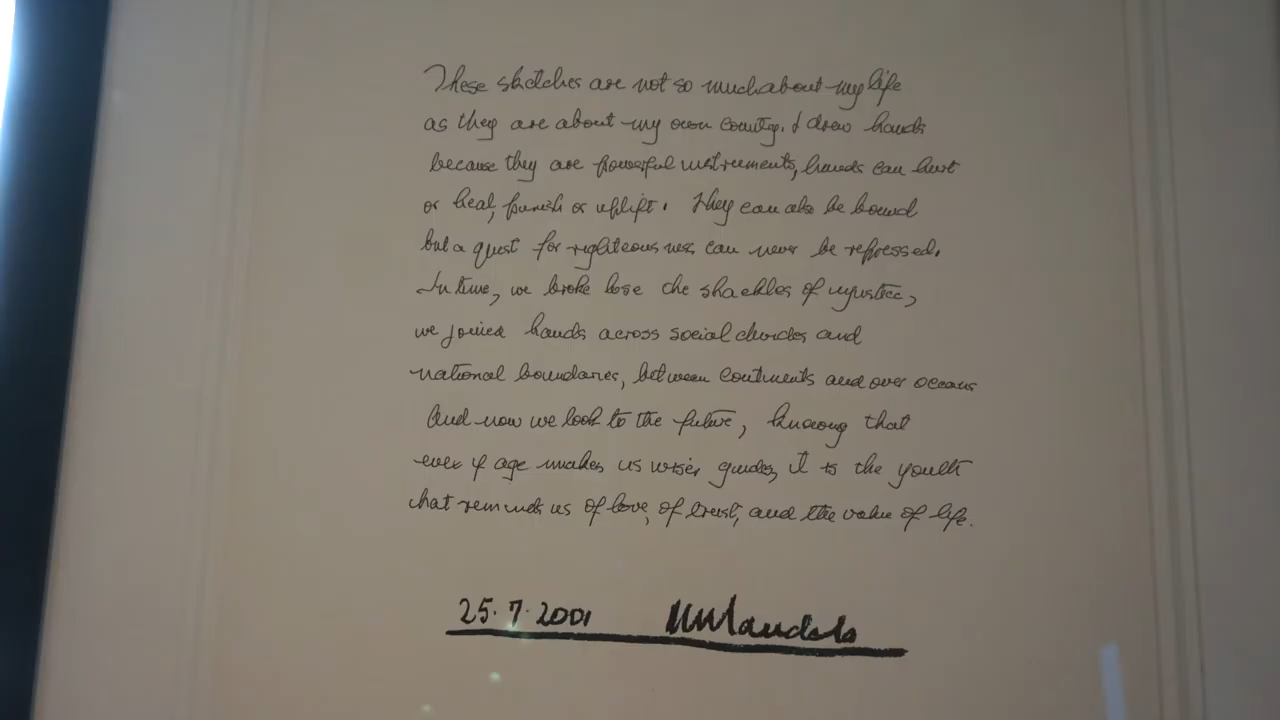 These sketches are not so much about my life
as they are about my own country. I drew hands
because they are powerful instruments, hands can hurt
or heal, punish or uplift. They can also be bound
but a quest for righteousness can never be repressed.
In time, we broke lose the shackles of injustice,
we joined hands across social divides and
national boundaries, between continents and over oceans
And now we look to the future, knowing that
even if age makes us wiser guides, it is the youth
that reminds us of love, of trust, and the value of life.
25.7.2001 NMandela